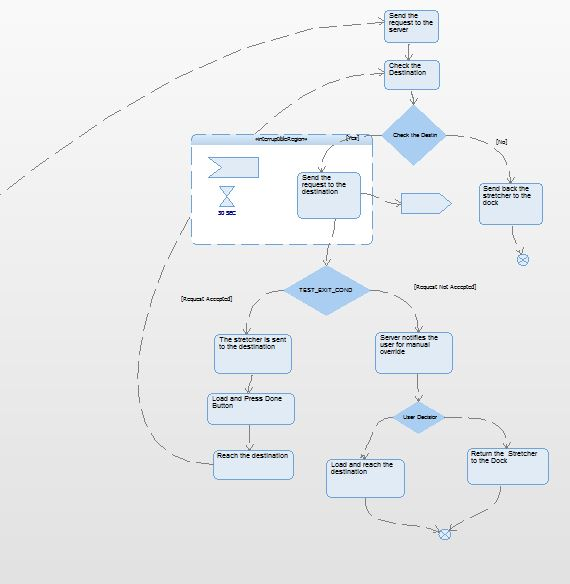 Send the
request to the
server
Check the
Destination
Check the Destin
[Yes]
[No]
«InterruptibleRegion»
30 SEC
Send the
request to the
destination
Send back the
stretcher to the
dock
TEST_EXIT_COND
[Request Accepted]
[Request Not Accepted]
The stretcher is sent
to the destination
Server notifies the
user for manual
override
Load and Press Done
Button
User Decision
Reach the destination
Load and reach the
destination
Return the Stretcher
to the Dock